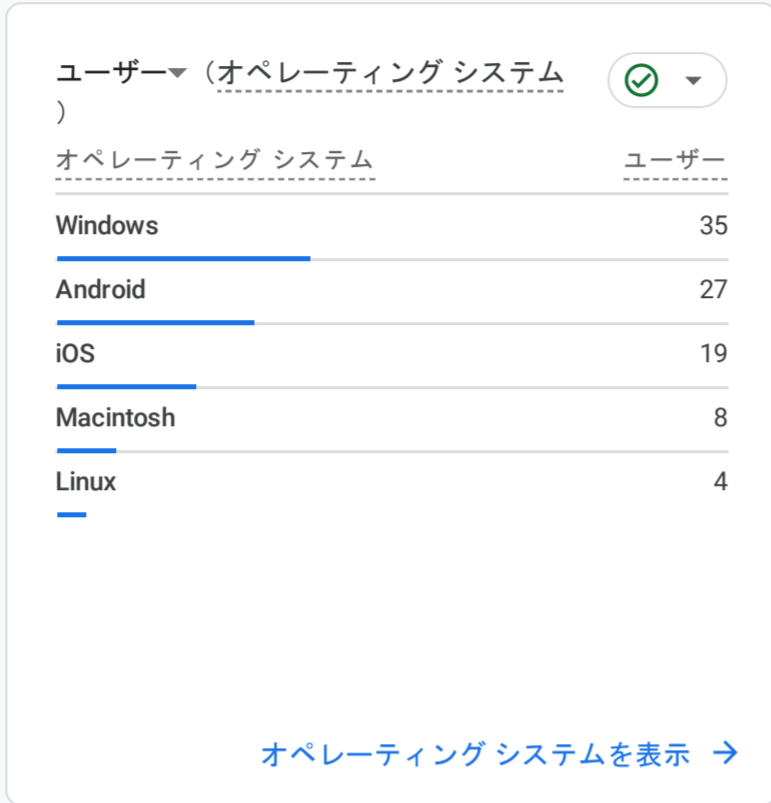 ユーザー（オペレーティング システム
）
オペレーティング システム ユーザー
Windows 35
Android 27
iOS 19
Macintosh 8
Linux 4
オペレーティング システムを表示 →